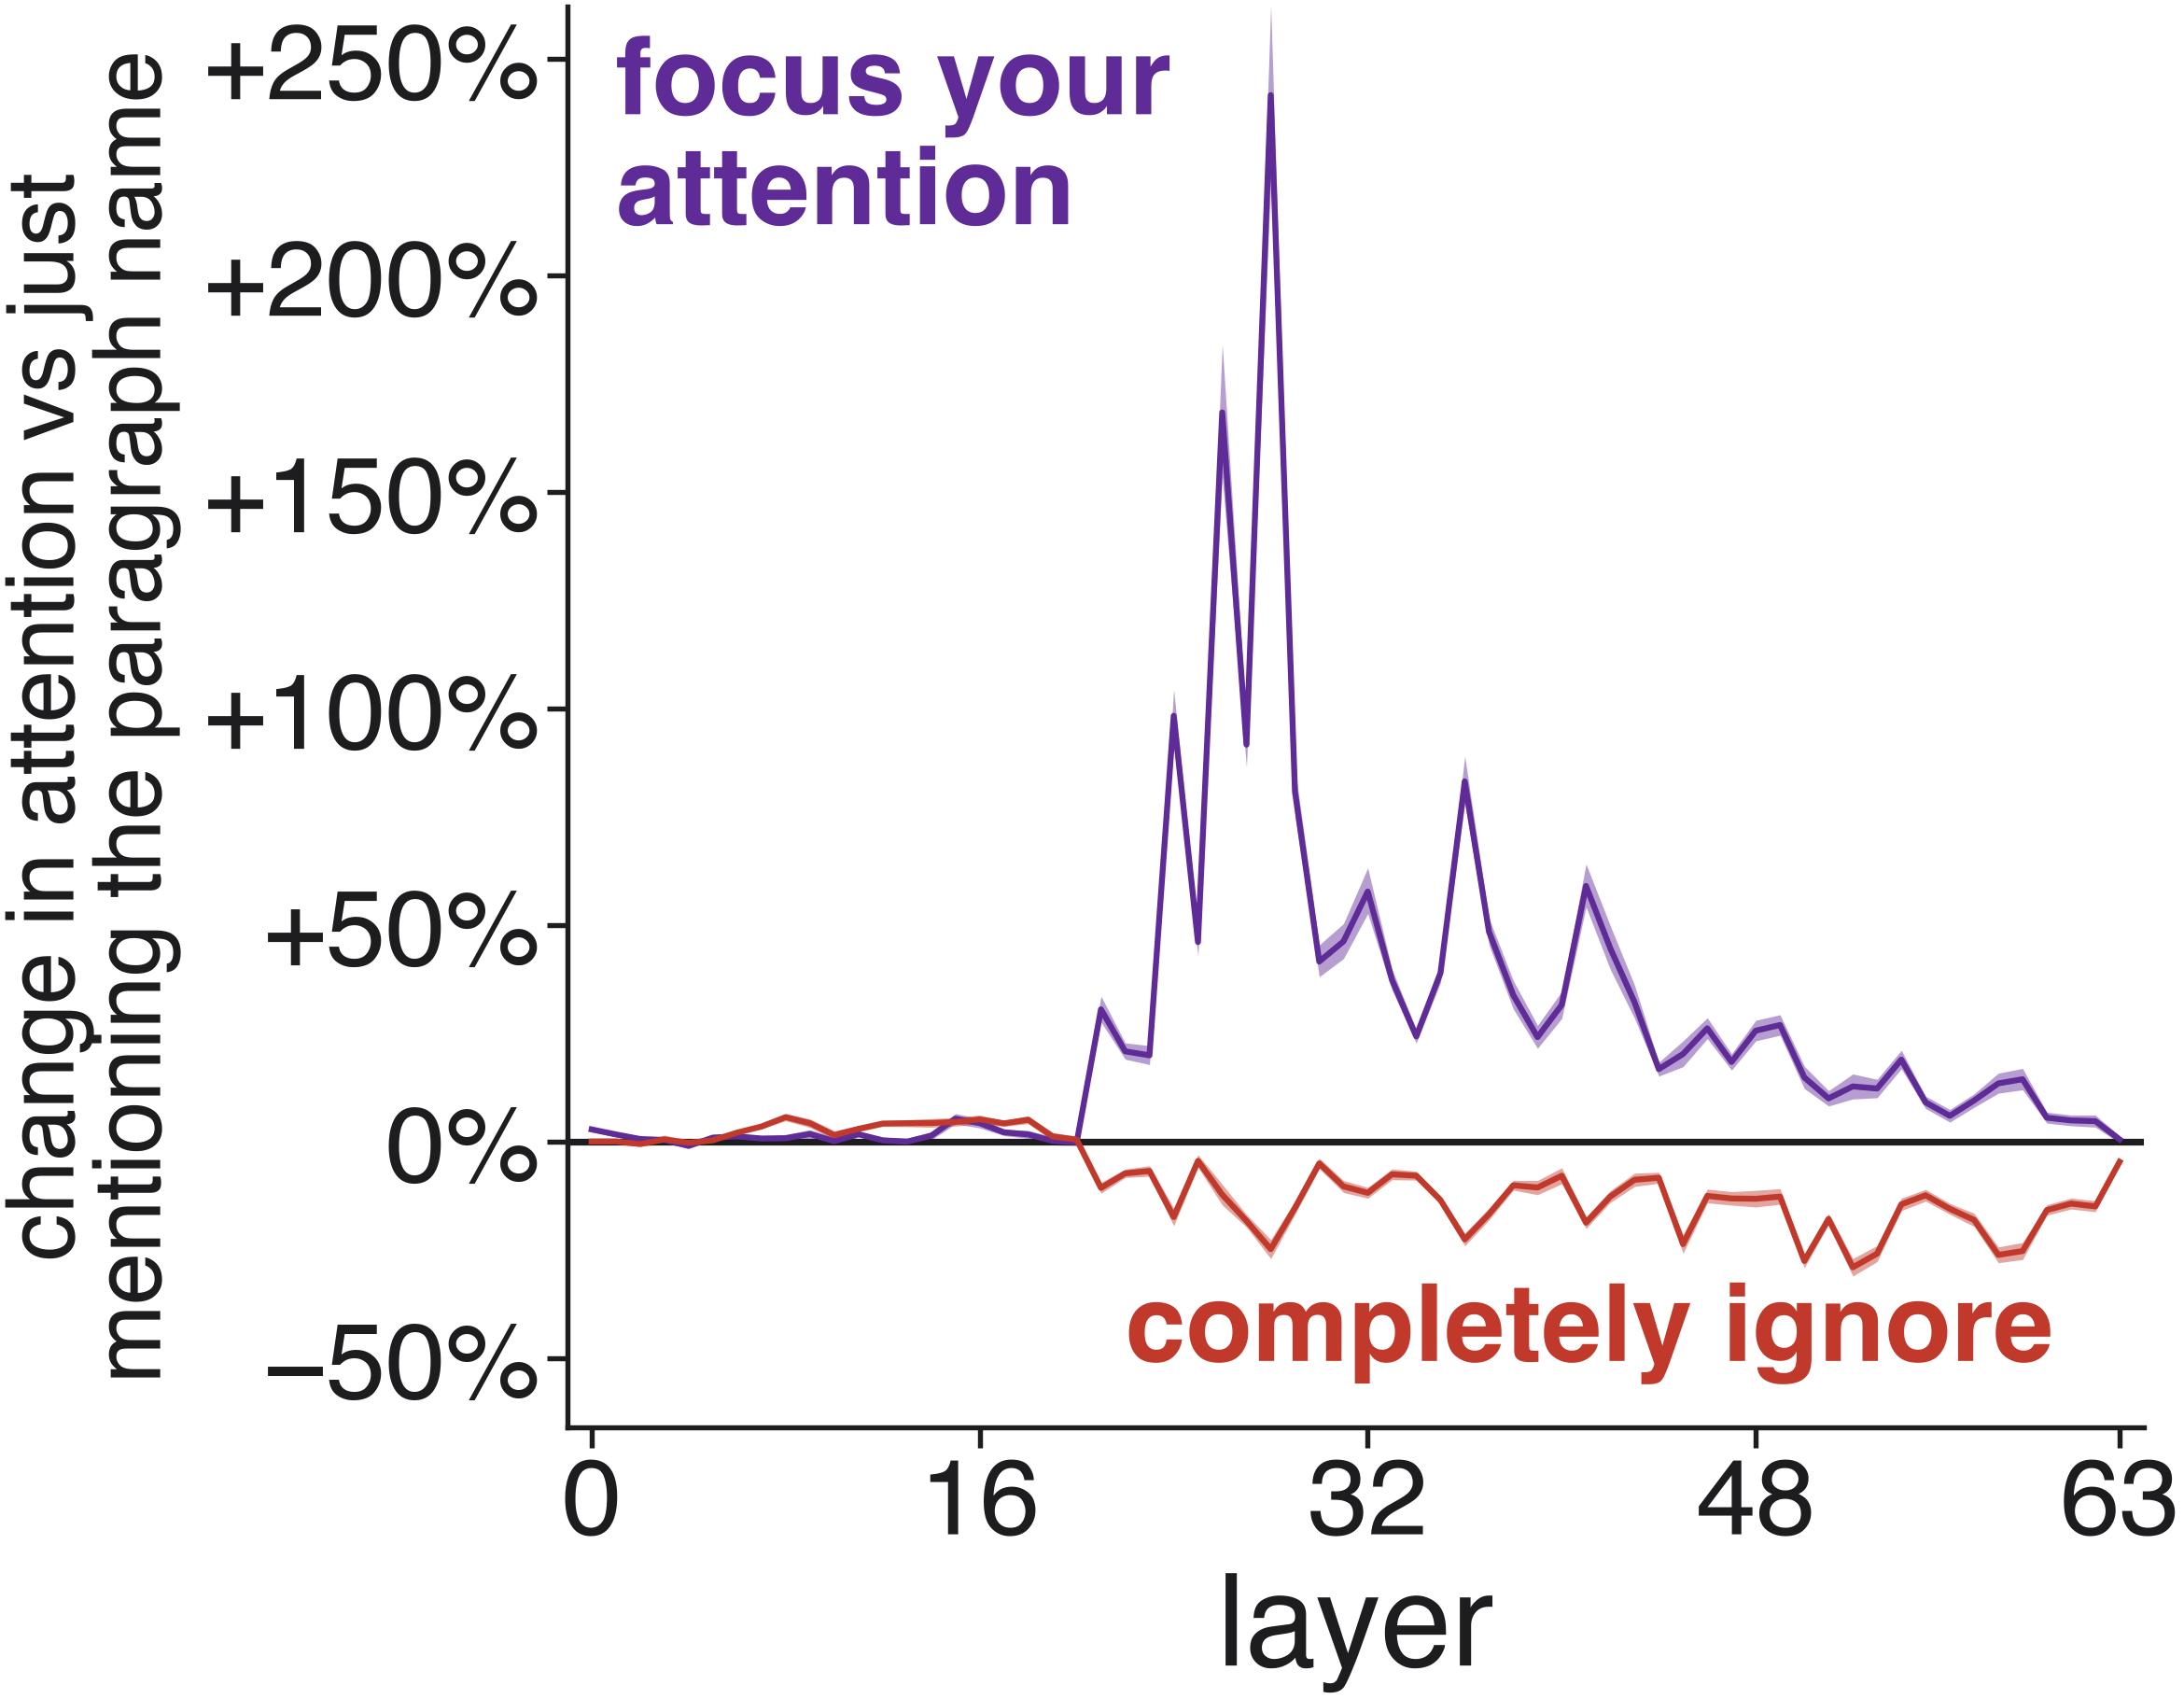 change in attention vs just
mentioning the paragraph name
+250%
+200%
+150%
+100%
+50%
0%
−50%
focus your
attention
completely ignore
0
16
32
48
63
layer